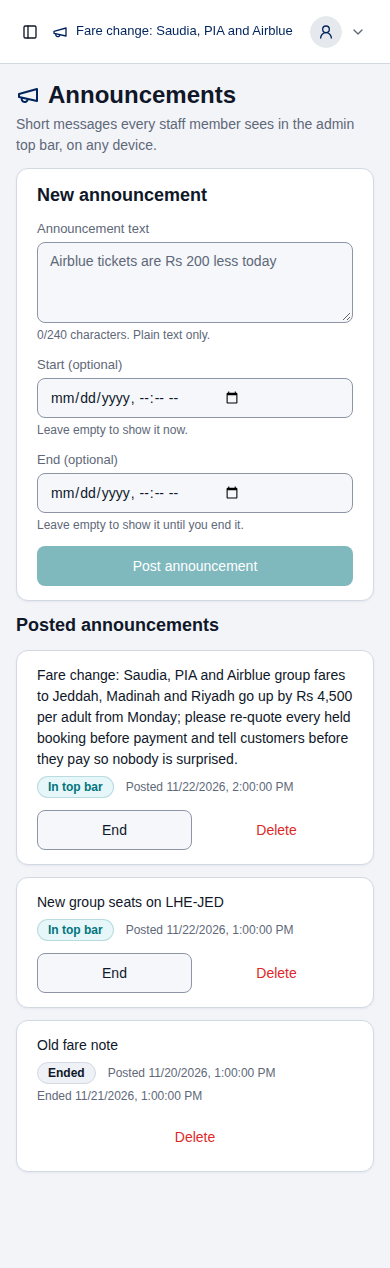 Fare change: Saudia, PIA and Airblue
Announcements
Short messages every staff member sees in the admin
top bar, on any device.
New announcement
Announcement text
Airblue tickets are Rs 200 less today
0/240 characters. Plain text only.
Start (optional)
mm/dd/yyyy, --:-- --
Leave empty to show it now.
End (optional)
mm/dd/yyyy, --:-- --
Leave empty to show it until you end it.
Post announcement
Posted announcements
Fare change: Saudia, PIA and Airblue group fares
to Jeddah, Madinah and Riyadh go up by Rs 4,500
per adult from Monday; please re-quote every held
booking before payment and tell customers before
they pay so nobody is surprised.
In top bar Posted 11/22/2026, 2:00:00 PM
End Delete
New group seats on LHE-JED
In top bar Posted 11/22/2026, 1:00:00 PM
End Delete
Old fare note
Ended Posted 11/20/2026, 1:00:00 PM
Ended 11/21/2026, 1:00:00 PM
Delete